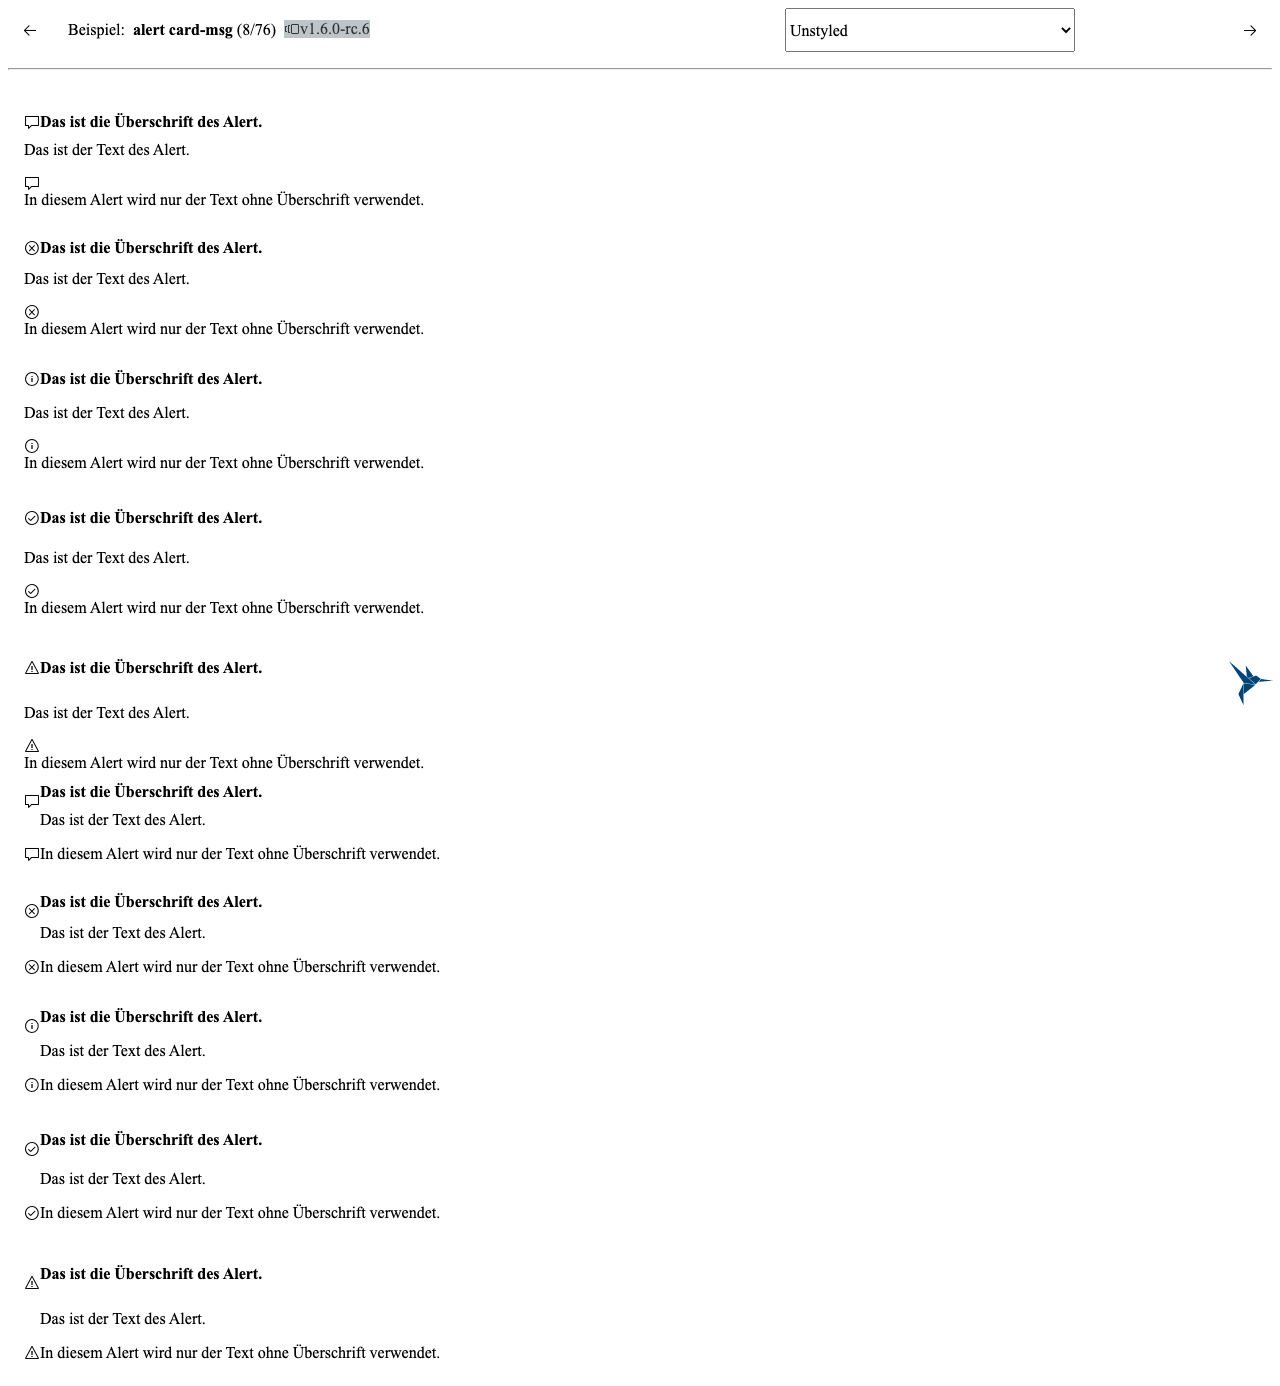 Beispiel: alert card-msg (8/76) v1.6.0-rc.6 Unstyled
Das ist die Überschrift des Alert.
Das ist der Text des Alert.
In diesem Alert wird nur der Text ohne Überschrift verwendet.
Das ist die Überschrift des Alert.
Das ist der Text des Alert.
In diesem Alert wird nur der Text ohne Überschrift verwendet.
Das ist die Überschrift des Alert.
Das ist der Text des Alert.
In diesem Alert wird nur der Text ohne Überschrift verwendet.
Das ist die Überschrift des Alert.
Das ist der Text des Alert.
In diesem Alert wird nur der Text ohne Überschrift verwendet.
Das ist die Überschrift des Alert.
Das ist der Text des Alert.
In diesem Alert wird nur der Text ohne Überschrift verwendet.
Das ist die Überschrift des Alert.
Das ist der Text des Alert.
In diesem Alert wird nur der Text ohne Überschrift verwendet.
Das ist die Überschrift des Alert.
Das ist der Text des Alert.
In diesem Alert wird nur der Text ohne Überschrift verwendet.
Das ist die Überschrift des Alert.
Das ist der Text des Alert.
In diesem Alert wird nur der Text ohne Überschrift verwendet.
Das ist die Überschrift des Alert.
Das ist der Text des Alert.
In diesem Alert wird nur der Text ohne Überschrift verwendet.
Das ist die Überschrift des Alert.
Das ist der Text des Alert.
In diesem Alert wird nur der Text ohne Überschrift verwendet.